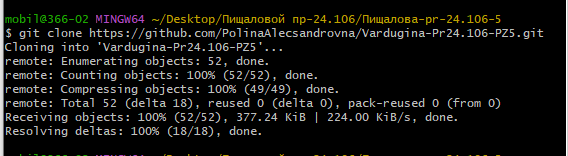 mobil@366-02 MINGW64 ~/Desktop/Пищаловой пр-24.106/Пищалова-pr-24.106-5
$ git clone https://github.com/PolinaAlecsandrovna/Vardugina-Pr24.106-PZ5.git
Cloning into 'Vardugina-Pr24.106-PZ5'...
remote: Enumerating objects: 52, done.
remote: Counting objects: 100% (52/52), done.
remote: Compressing objects: 100% (49/49), done.
remote: Total 52 (delta 18), reused 0 (delta 0), pack-reused 0 (from 0)
Receiving objects: 100% (52/52), 377.24 KiB | 224.00 KiB/s, done.
Resolving deltas: 100% (18/18), done.